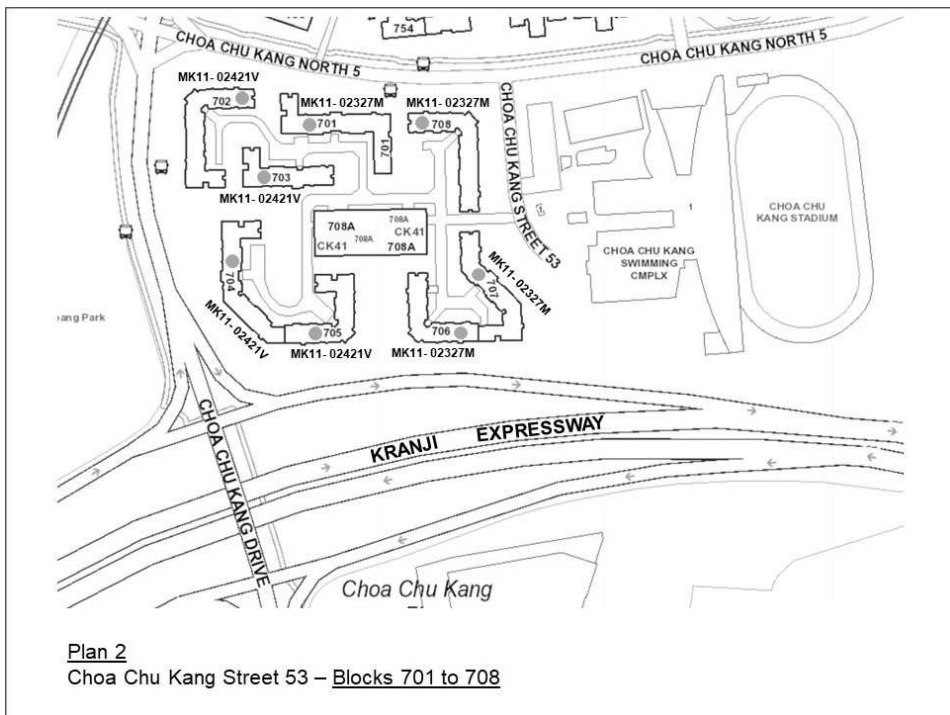 754
CHOA CHU KANG NORTH 5
CHOA CHU KANG NORTH 5
MK11- 02421V
702
MK11- 02327M
701
701
MK11- 02327M
708
CHOA CHU KANG STREET 53
703
MK11- 02421V
708A
708A
CK41
708A
CK41
708A
1
1
CHOA CHU
KANG STADIUM
CHOA CHU KANG
SWIMMING
CMPLX
704
MK11- 02421V
705
MK11- 02421V
707
MK11- 02327M
706
MK11- 02327M
Park
KRANJI EXPRESSWAY
CHOA CHU KANG DRIVE
Choa Chu Kang
Plan 2
Choa Chu Kang Street 53 – Blocks 701 to 708